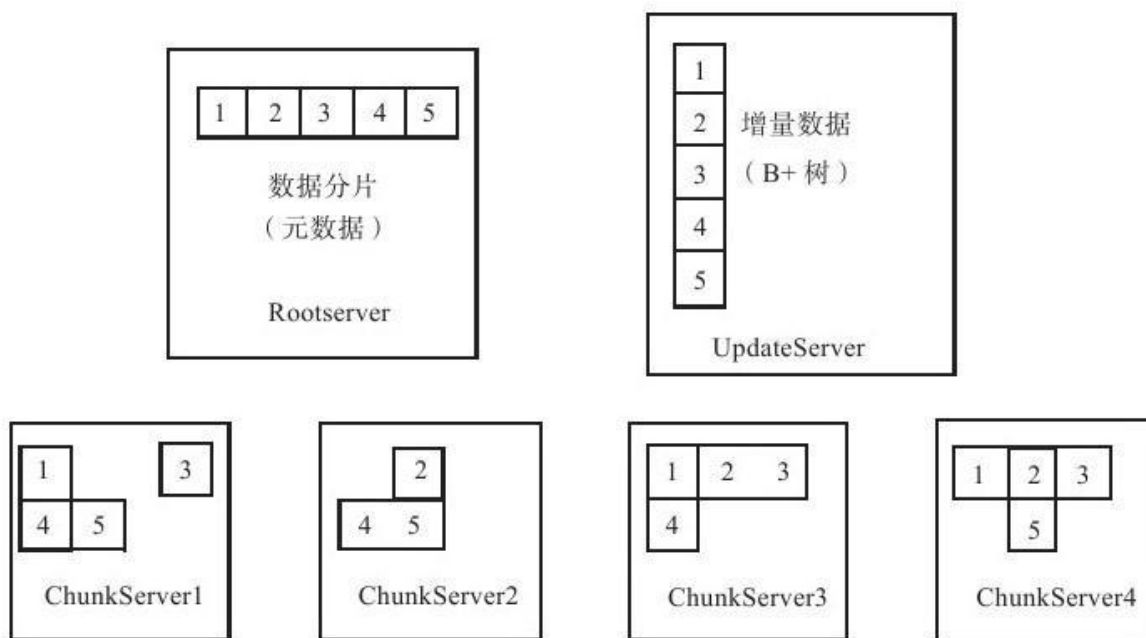 1 2 3 4 5
数据分片
（元数据）
Rootserver
1
2
3
4
5
增量数据
（B+ 树）
UpdateServer
1 3
4 5
ChunkServer1
2
4 5
ChunkServer2
1 2 3
4
ChunkServer3
1 2 3
5
ChunkServer4